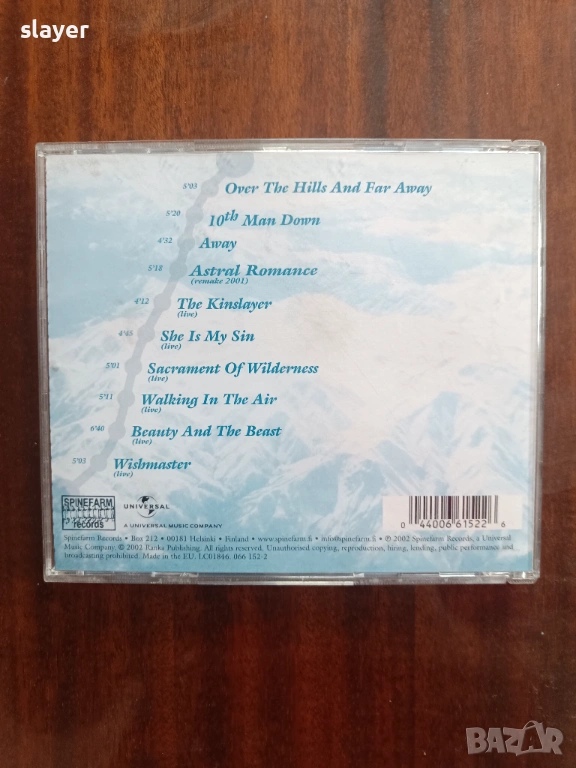 slayer
5'03 Over The Hills And Far Away
5'20 10th Man Down
4'32 Away
5'18 Astral Romance
(remake 2001)
4'12 The Kinslayer
(live)
4'45 She Is My Sin
(live)
5'01 Sacrament Of Wilderness
(live)
5'11 Walking In The Air
(live)
6'40 Beauty And The Beast
(live)
5'05 Wishmaster
(live)
SPINEFARM
records
UNIVERSAL
A UNIVERSAL MUSIC COMPANY
0 44006 61522 6
Spinefarm Records • Box 212 • 00181 Helsinki • Finland • www.spinefarm.fi • info@spinefarm.fi • ℗ 2002 Spinefarm Records, a Universal
Music Company. © 2002 Ranka Publishing. All rights reserved. Unauthorised copying, reproduction, hiring, lending, public performance and
broadcasting prohibited. Made in the EU. LC01846. 066 152-2
BAZAR